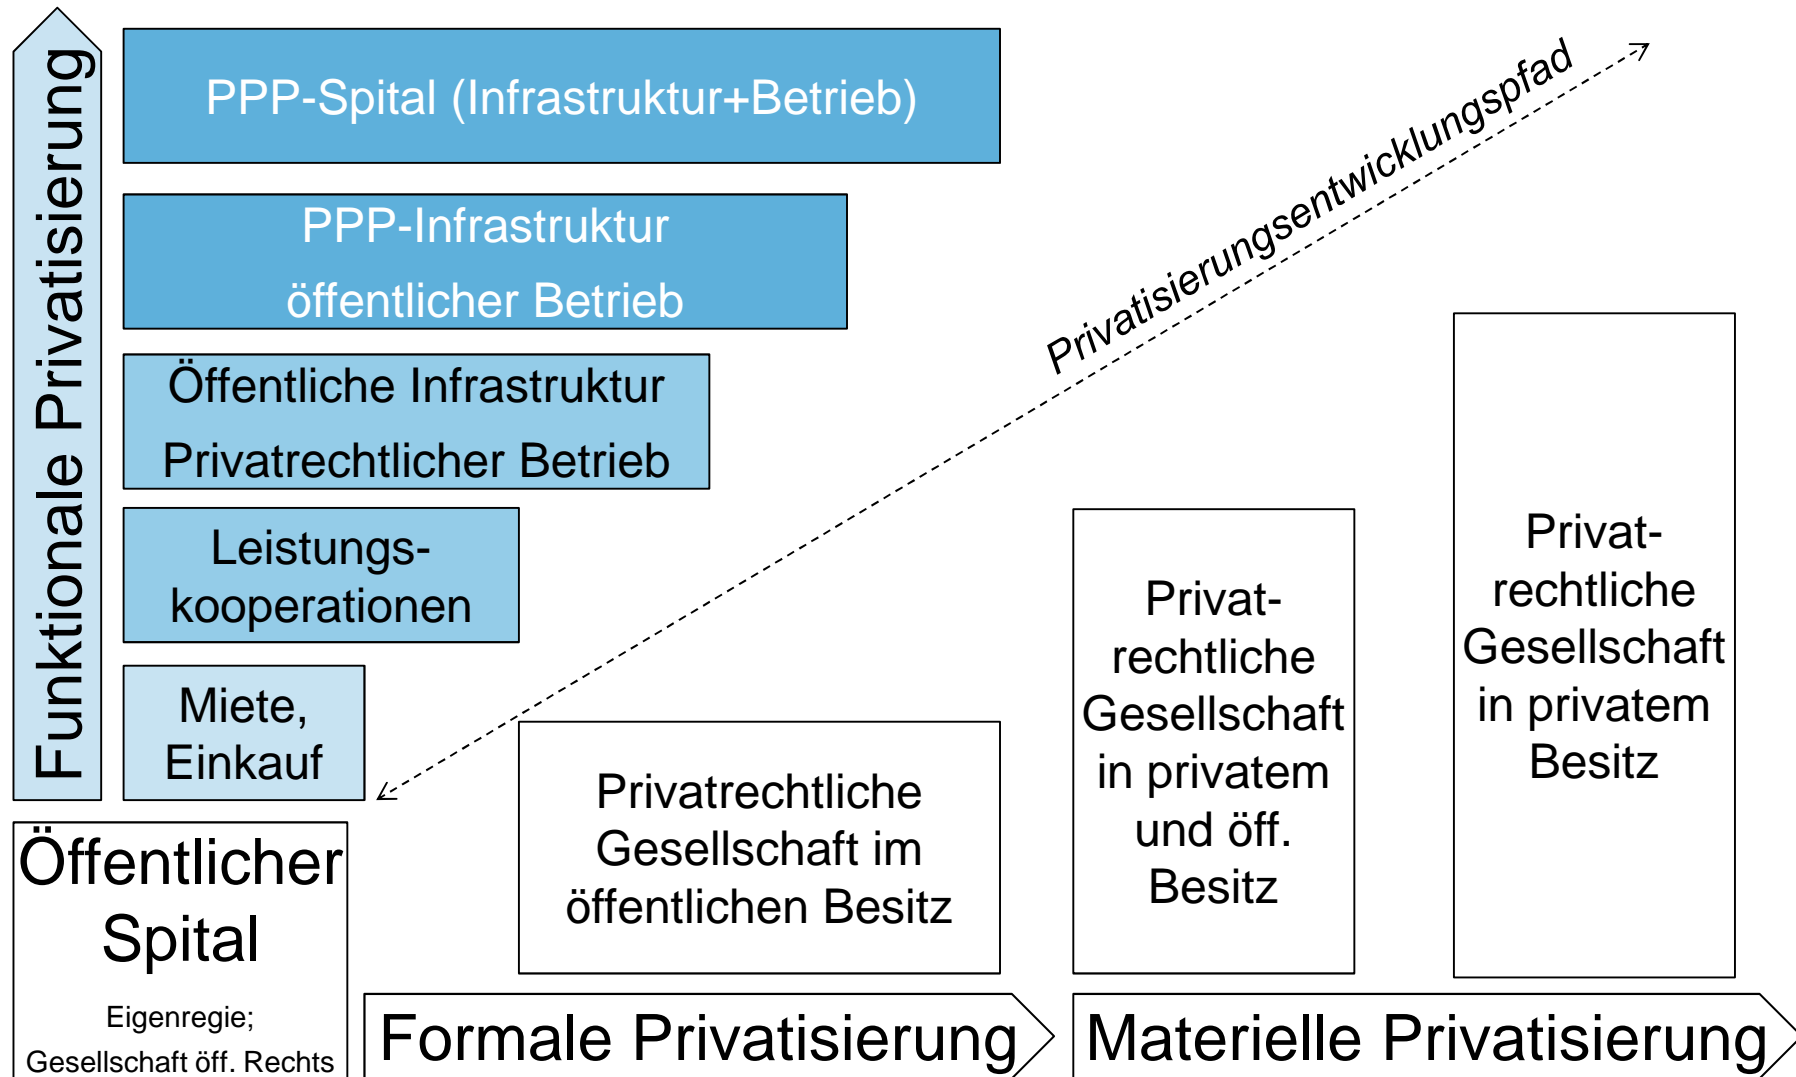 Funktionale Privatisierung
PPP-Spital (Infrastruktur+Betrieb)
PPP-Infrastruktur
öffentlicher Betrieb
Öffentliche Infrastruktur
Privatrechtlicher Betrieb
Leistungs-
kooperationen
Miete,
Einkauf
Öffentlicher
Spital
Eigenregie;
Gesellschaft öff. Rechts
Privatisierungsentwicklungspfad
Privatrechtliche
Gesellschaft im
öffentlichen Besitz
Privat-
rechtliche
Gesellschaft
in privatem
und öff.
Besitz
Privat-
rechtliche
Gesellschaft
in privatem
Besitz
Formale Privatisierung
Materielle Privatisierung